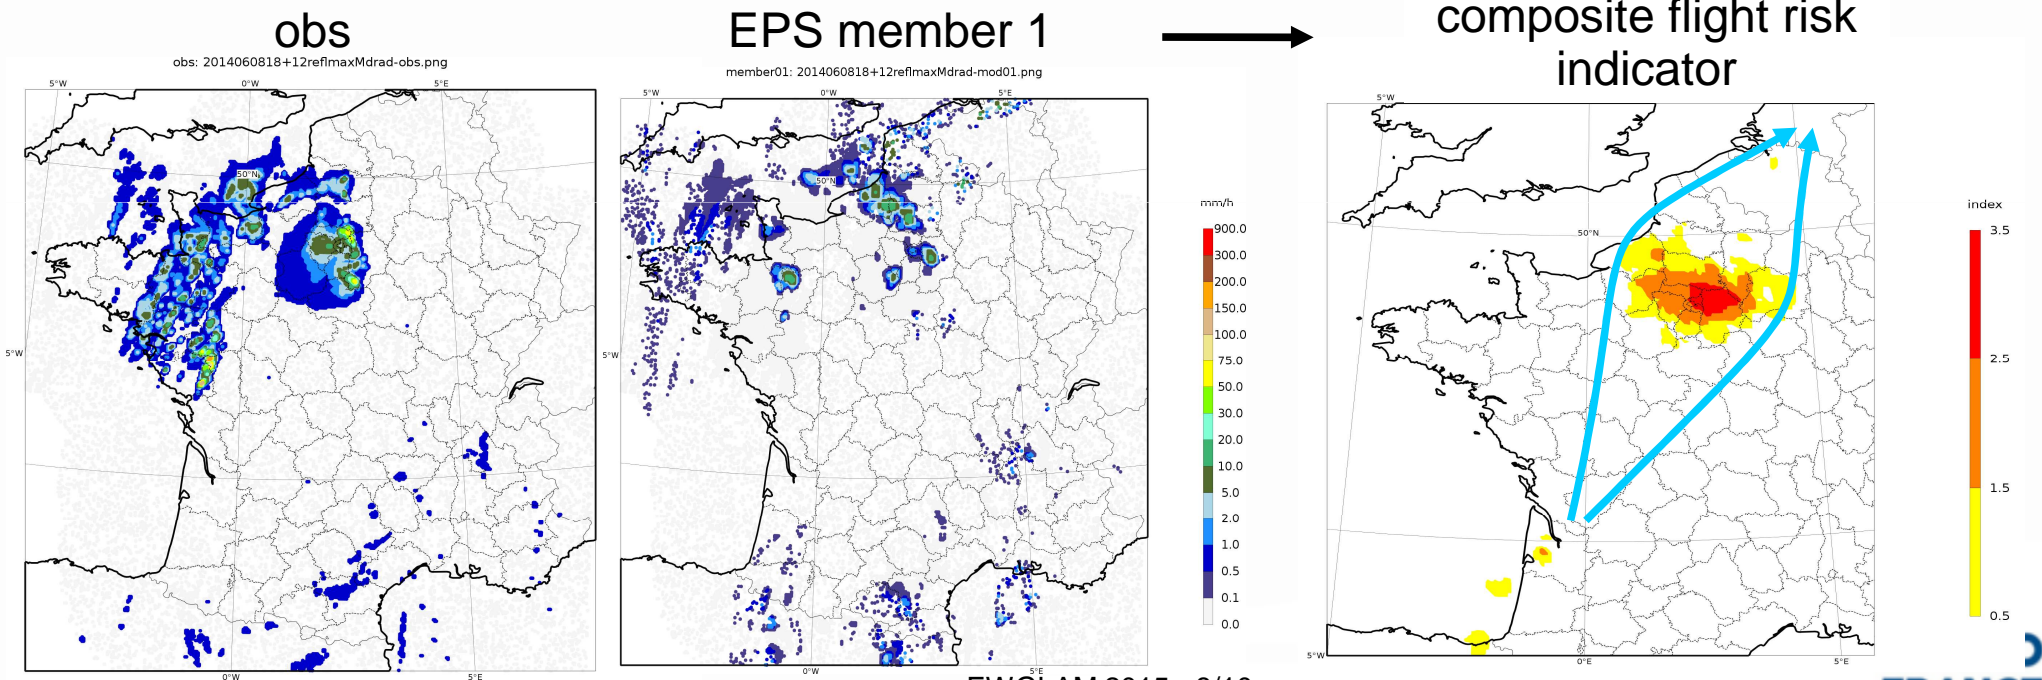 obs
obs: 2014060818+12reflmaxMdrad-obs.png
5°W 0°W 5°E
50°N
5°W
0°W 5°E
EPS member 1
member01: 2014060818+12reflmaxMdrad-mod01.png
5°W 0°W 5°E
50°N
5°W
0°W 5°E
mm/h
900.0
300.0
200.0
150.0
100.0
75.0
50.0
30.0
20.0
10.0
5.0
2.0
1.0
0.5
0.1
0.0
composite flight risk
indicator
5°W
50°N
5°W
0°E 5°E
index
3.5
2.5
1.5
0.5